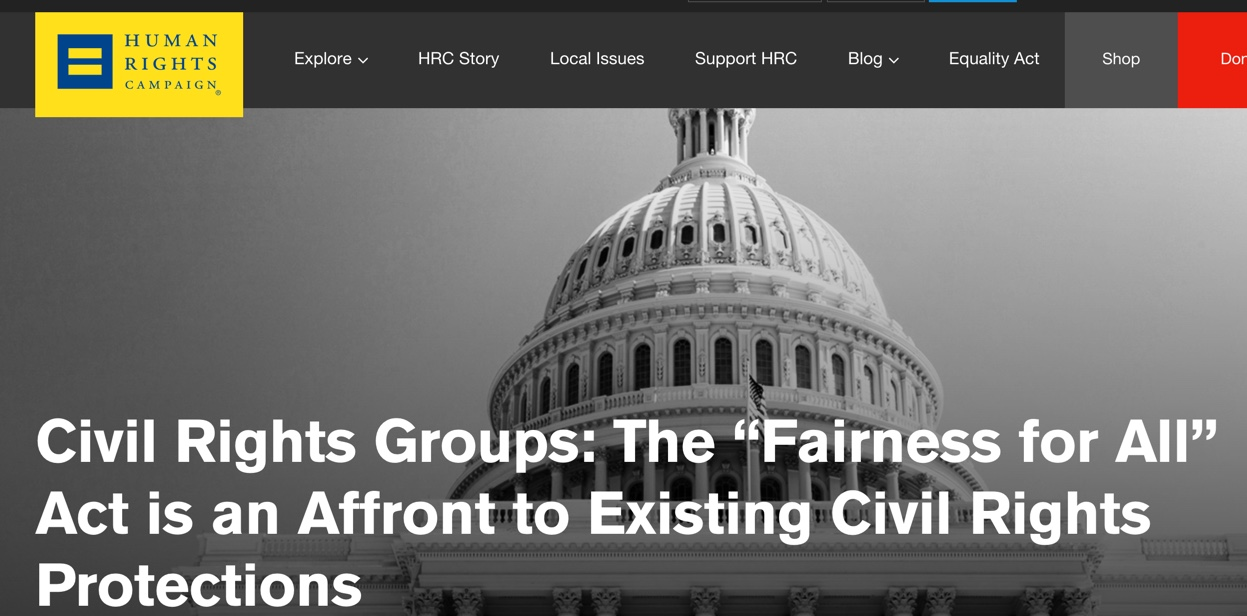 HUMAN
RIGHTS
CAMPAIGN®
Explore
HRC Story
Local Issues
Support HRC
Blog
Equality Act
Shop
Civil Rights Groups: The “Fairness for All”
Act is an Affront to Existing Civil Rights
Protections